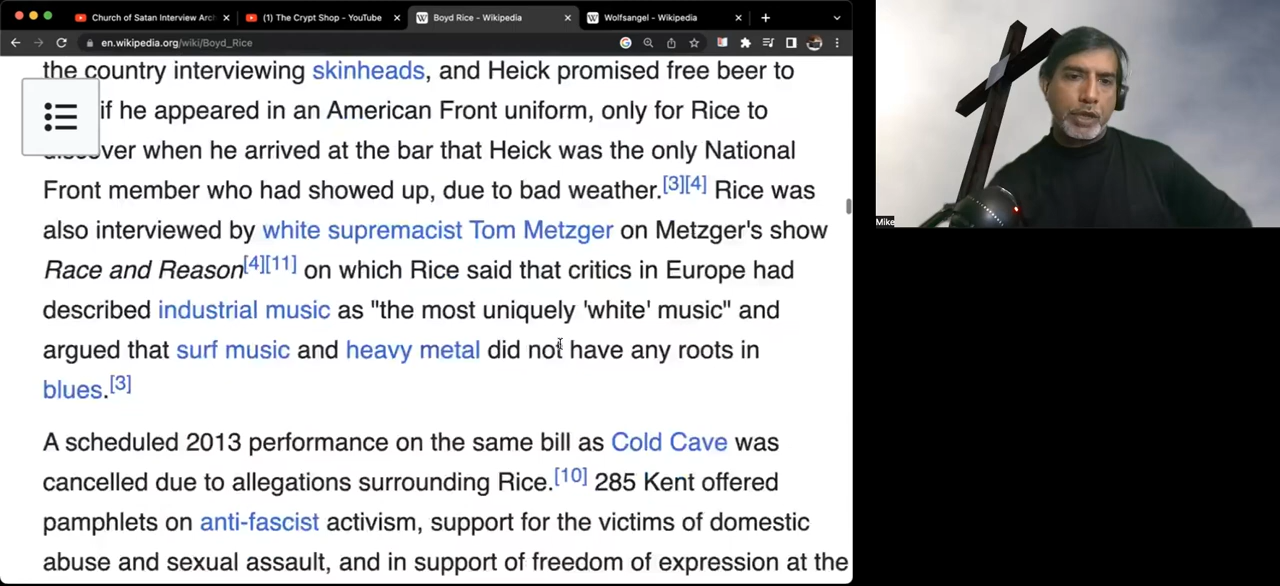 Church of Satan Interview Arc
(1) The Crypt Shop - YouTube
Boyd Rice - Wikipedia
Wolfsangel - Wikipedia
en.wikipedia.org/wiki/Boyd_Rice
the country interviewing skinheads, and Heick promised free beer to
if he appeared in an American Front uniform, only for Rice to
discover when he arrived at the bar that Heick was the only National
Front member who had showed up, due to bad weather.[3][4] Rice was
also interviewed by white supremacist Tom Metzger on Metzger's show
Race and Reason[4][11] on which Rice said that critics in Europe had
described industrial music as "the most uniquely 'white' music" and
argued that surf music and heavy metal did not have any roots in
blues.[3]
A scheduled 2013 performance on the same bill as Cold Cave was
cancelled due to allegations surrounding Rice.[10] 285 Kent offered
pamphlets on anti-fascist activism, support for the victims of domestic
abuse and sexual assault, and in support of freedom of expression at the
Mike